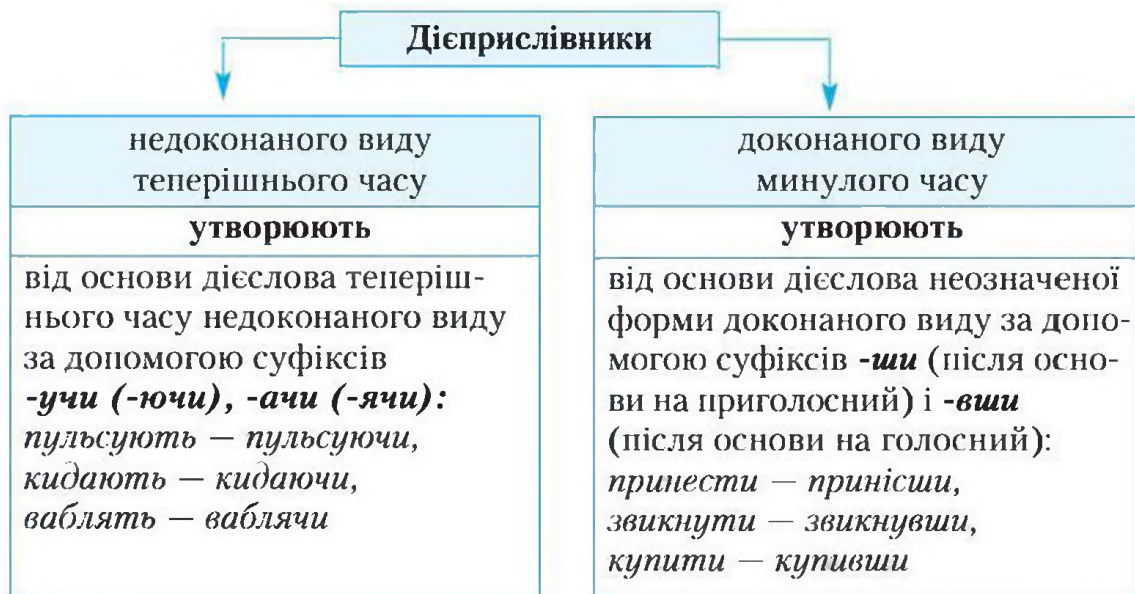 Дієприслівники
недоконаного виду
теперішнього часу
утворюють
від основи дієслова теперіш-
нього часу недоконаного виду
за допомогою суфіксів
-учи (-ючи), -ачи (-ячи):
пульсують — пульсуючи,
кидають — кидаючи,
ваблять — ваблячи
доконаного виду
минулого часу
утворюють
від основи дієслова неозначеної
форми доконаного виду за допо-
могою суфіксів -ши (після осно-
ви на приголосний) і -вши
(після основи на голосний):
принести — принісши,
звикнути — звикнувши,
купити — купивши